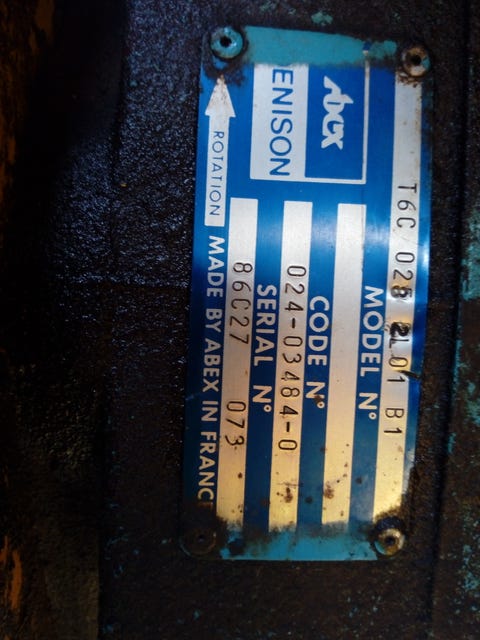 Abex
DENISON
T6C 025 2L01 B1
MODEL N°
CODE N°
024-03484-0
SERIAL N°
86C27 073
ROTATION
MADE BY ABEX IN FRANCE